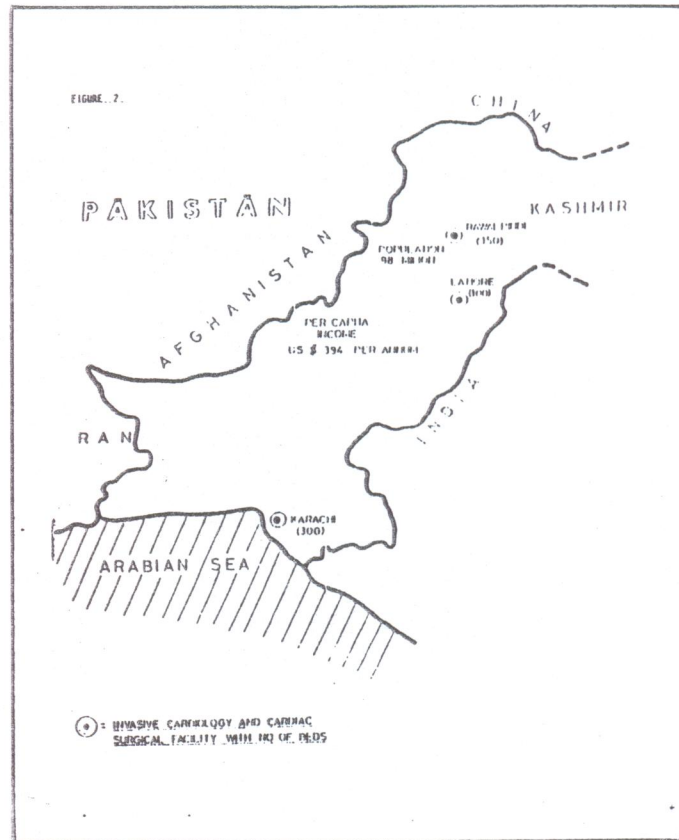 FIGURE. 2.
CHINA
PAKISTAN
KASHMIR
RAWALPINDI
(150)
POPULATION
98 MILLION
AFGHANISTAN
LAHORE
(100)
PER CAPITA
INCOME
US $ 394 PER ANNUM
INDIA
RAN
KARACHI
(300)
ARABIAN SEA
= INVASIVE CARDIOLOGY AND CARDIAC
SURGICAL FACILITY WITH NO OF BEDS